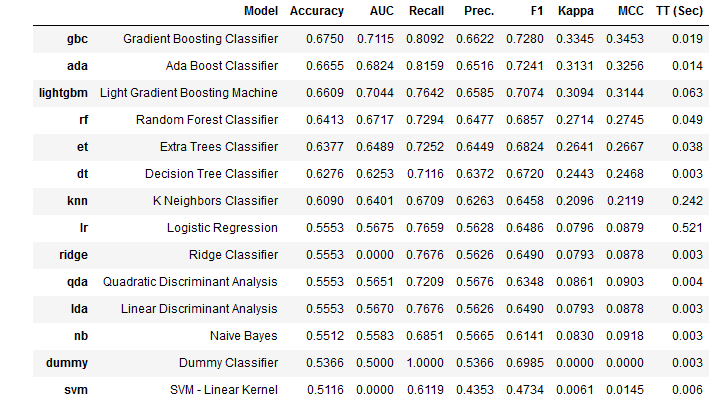 Model Accuracy AUC Recall Prec. F1 Kappa MCC TT (Sec)
gbc Gradient Boosting Classifier 0.6750 0.7115 0.8092 0.6622 0.7280 0.3345 0.3453 0.019
ada Ada Boost Classifier 0.6655 0.6824 0.8159 0.6516 0.7241 0.3131 0.3256 0.014
lightgbm Light Gradient Boosting Machine 0.6609 0.7044 0.7642 0.6585 0.7074 0.3094 0.3144 0.063
rf Random Forest Classifier 0.6413 0.6717 0.7294 0.6477 0.6857 0.2714 0.2745 0.049
et Extra Trees Classifier 0.6377 0.6489 0.7252 0.6449 0.6824 0.2641 0.2667 0.038
dt Decision Tree Classifier 0.6276 0.6253 0.7116 0.6372 0.6720 0.2443 0.2468 0.003
knn K Neighbors Classifier 0.6090 0.6401 0.6709 0.6263 0.6458 0.2096 0.2119 0.242
lr Logistic Regression 0.5553 0.5675 0.7659 0.5628 0.6486 0.0796 0.0879 0.521
ridge Ridge Classifier 0.5553 0.0000 0.7676 0.5626 0.6490 0.0793 0.0878 0.003
qda Quadratic Discriminant Analysis 0.5553 0.5651 0.7209 0.5676 0.6348 0.0861 0.0903 0.004
lda Linear Discriminant Analysis 0.5553 0.5670 0.7676 0.5626 0.6490 0.0793 0.0878 0.003
nb Naive Bayes 0.5512 0.5583 0.6851 0.5665 0.6141 0.0830 0.0918 0.003
dummy Dummy Classifier 0.5366 0.5000 1.0000 0.5366 0.6985 0.0000 0.0000 0.003
svm SVM - Linear Kernel 0.5116 0.0000 0.6119 0.4353 0.4734 0.0061 0.0145 0.006